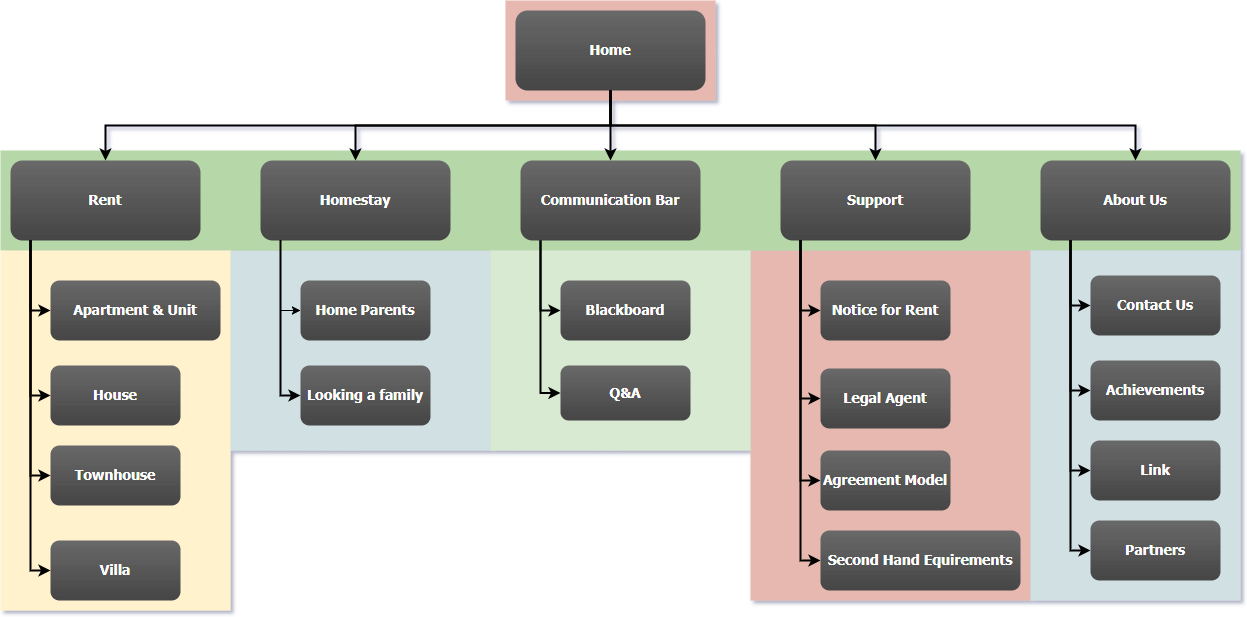 Home
Rent
Homestay
Communication Bar
Support
About Us
Apartment & Unit
House
Townhouse
Villa
Home Parents
Looking a family
Blackboard
Q&A
Notice for Rent
Legal Agent
Agreement Model
Second Hand Equirements
Contact Us
Achievements
Link
Partners